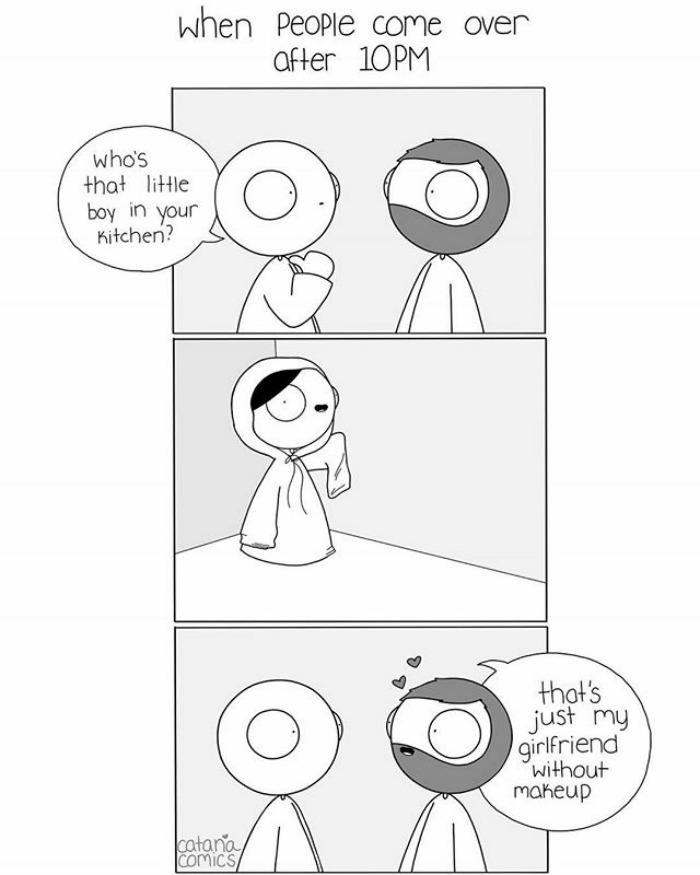 when People come over
after 10PM
who's
that little
boy in your
kitchen?
that's
just my
girlfriend
without
makeup
catana
comics